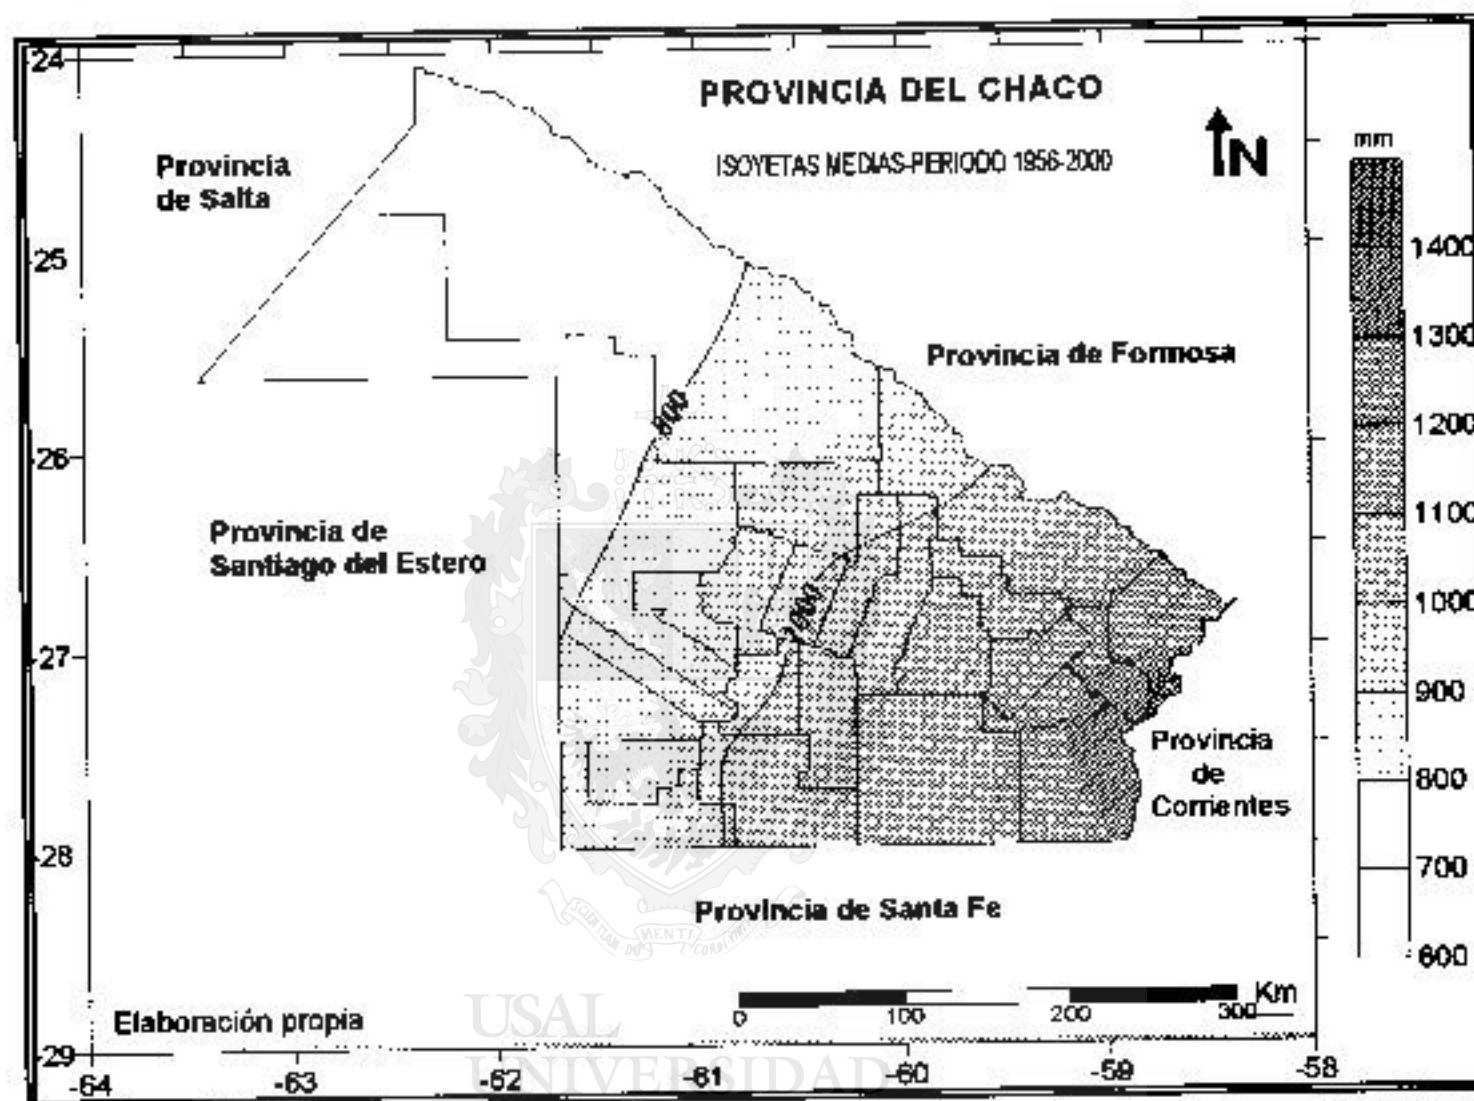 PROVINCIA DEL CHACO
ISOYETAS MEDIAS-PERIODO 1956-2000
N
mm
Provincia
de Salta
Provincia de Formosa
Provincia de
Santiago del Estero
Provincia
de
Corrientes
Provincia de Santa Fe
Elaboración propia
800
1000
-24
-25
-26
-27
-28
-29
-64
-63
-62
-61
-60
-59
-58
0
100
200
300
Km
1400
1300
1200
1100
1000
900
800
700
600
USAL
UNIVERSIDAD